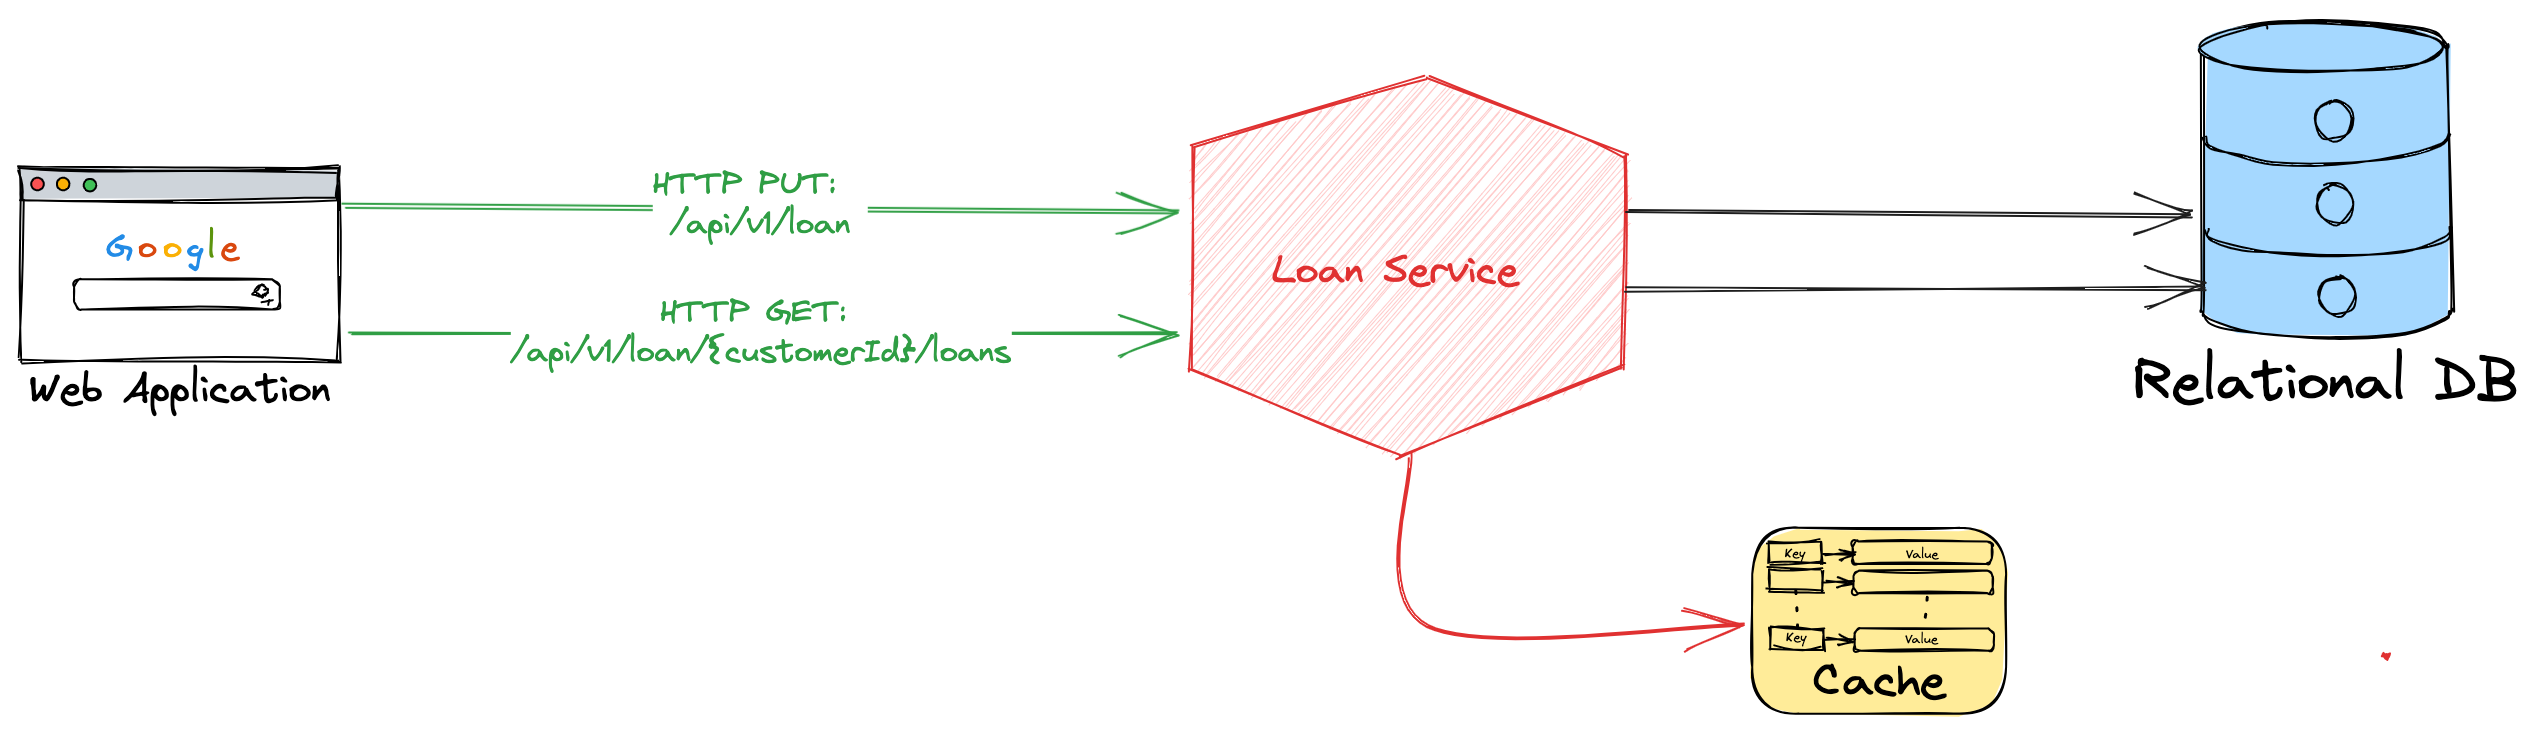 Google
Web Application
HTTP PUT:
/api/v1/loan
HTTP GET:
/api/v1/loan/{customerId}/loans
Loan Service
Relational DB
Key
Value
Key
Value
Cache